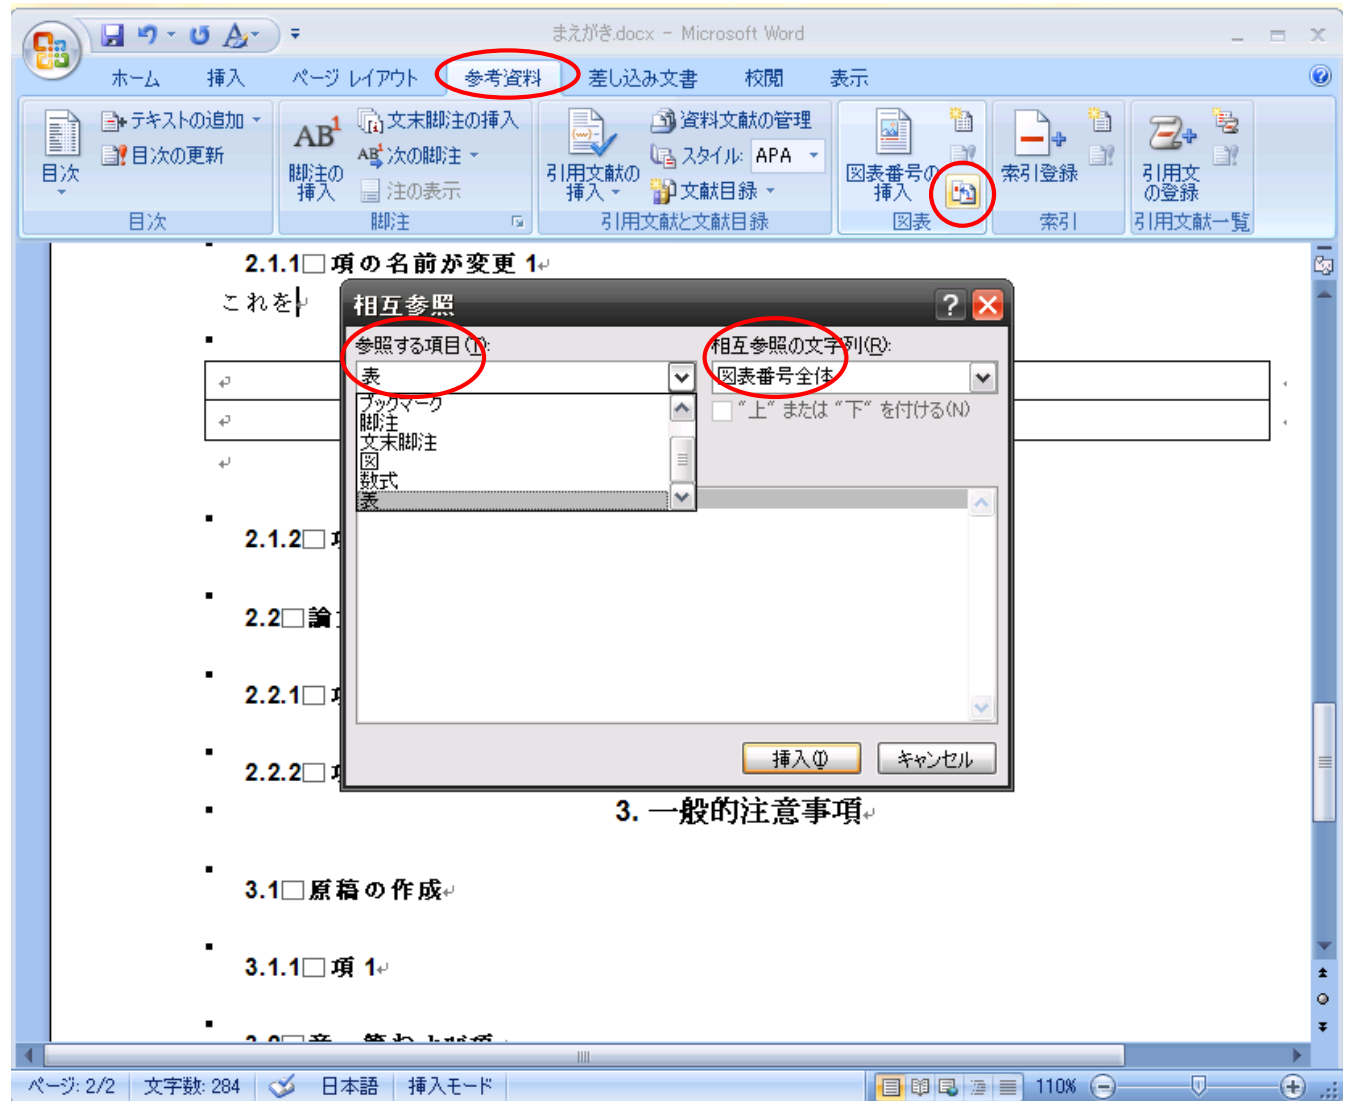 まえがき.docx - Microsoft Word
ホーム 挿入 ページ レイアウト 参考資料 差し込み文書 校閲 表示
目次
テキストの追加
目次の更新
目次
AB1
脚注の
挿入
文末脚注の挿入
次の脚注
注の表示
脚注
引用文献の
挿入
資料文献の管理
スタイル: APA
文献目録
引用文献と文献目録
図表番号の
挿入
図表
索引登録
索引
引用文
の登録
引用文献一覧
2.1.1□項の名前が変更 1
これを
相互参照
参照する項目(T):
表
ブックマーク
脚注
文末脚注
図
数式
表
相互参照の文字列(R):
図表番号全体
"上" または "下" を付ける(N)
挿入(I)
キャンセル
2.1.2□
2.2□論
2.2.1□
2.2.2□
3. 一般的注意事項
3.1□原稿の作成
3.1.1□項 1
ページ: 2/2 文字数: 284 日本語 挿入モード 110%